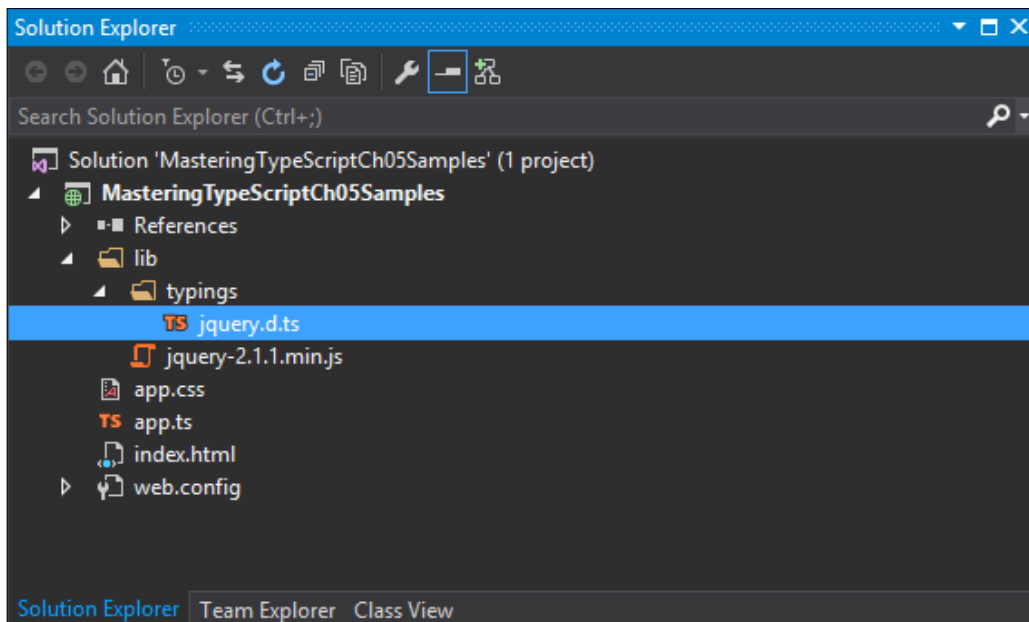 Solution Explorer
Search Solution Explorer (Ctrl+;)
Solution 'MasteringTypeScriptCh05Samples' (1 project)
MasteringTypeScriptCh05Samples
References
lib
typings
TS jquery.d.ts
jquery-2.1.1.min.js
app.css
TS app.ts
index.html
web.config
Solution Explorer Team Explorer Class View